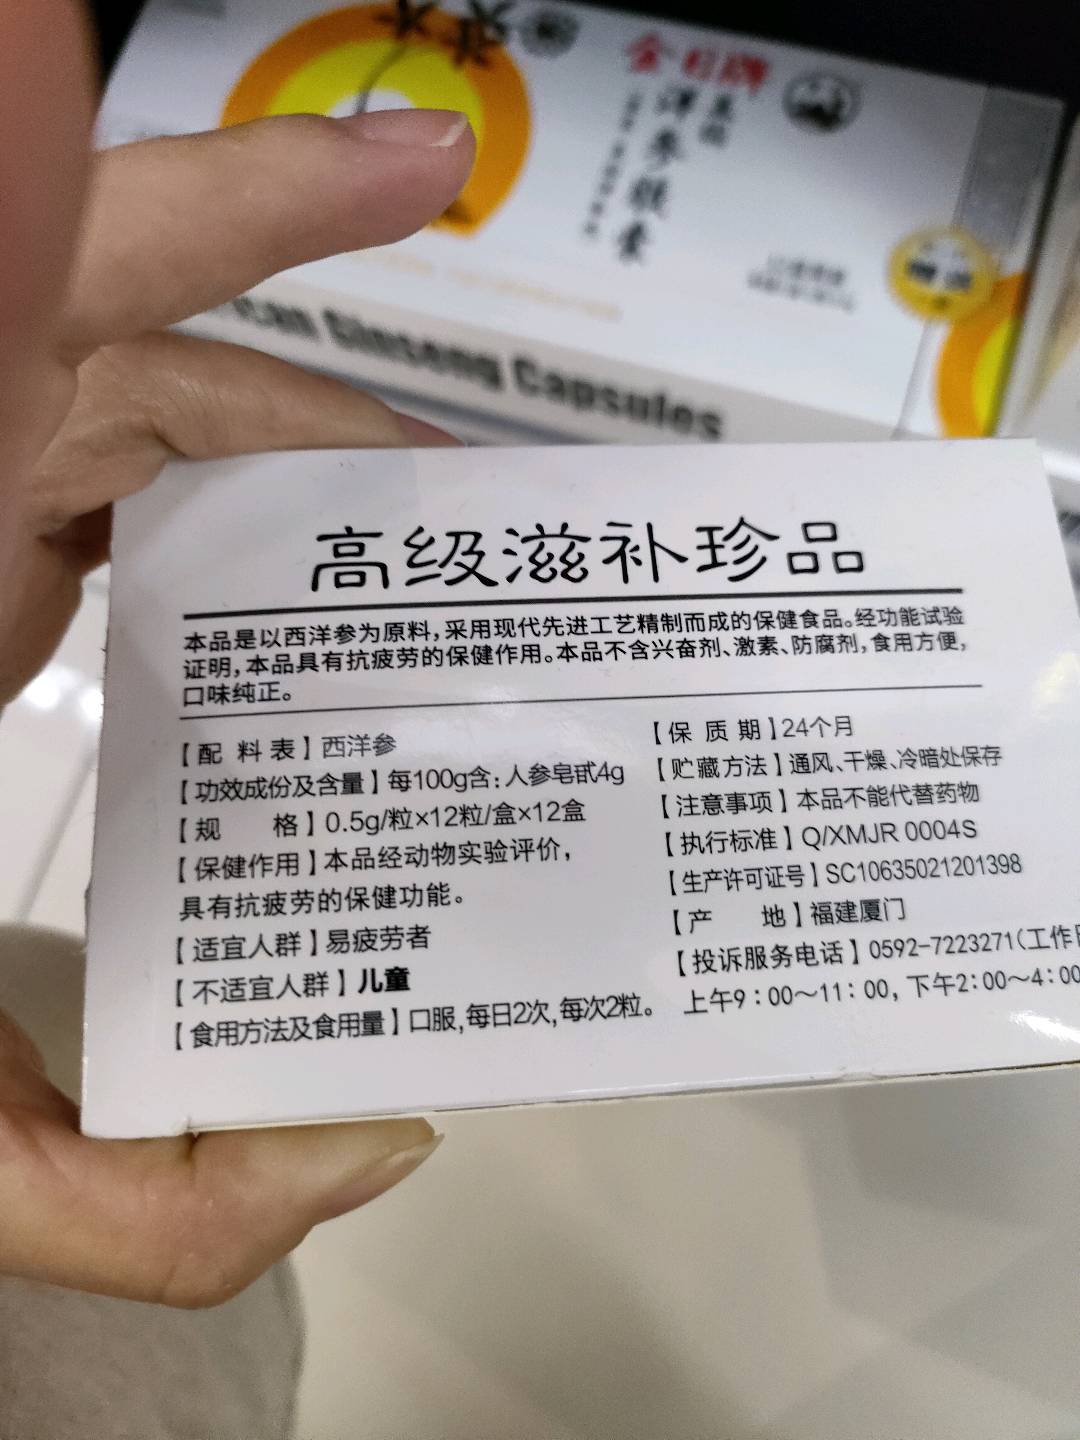 洋参胶囊
Ginseng Capsules
高级滋补珍品
本品是以西洋参为原料,采用现代先进工艺精制而成的保健食品。经功能试验
证明,本品具有抗疲劳的保健作用。本品不含兴奋剂、激素、防腐剂,食用方便,
口味纯正。
【配料表】西洋参
【功效成份及含量】每100g含:人参皂甙4g
【规 格】0.5g/粒×12粒/盒×12盒
【保健作用】本品经动物实验评价,
具有抗疲劳的保健功能。
【适宜人群】易疲劳者
【不适宜人群】儿童
【食用方法及食用量】口服,每日2次,每次2粒。
【保质期】24个月
【贮藏方法】通风、干燥、冷暗处保存
【注意事项】本品不能代替药物
【执行标准】Q/XMJR 0004S
【生产许可证号】SC10635021201398
【产 地】福建厦门
【投诉服务电话】0592-7223271(工作日
上午9:00~11:00,下午2:00~4:00